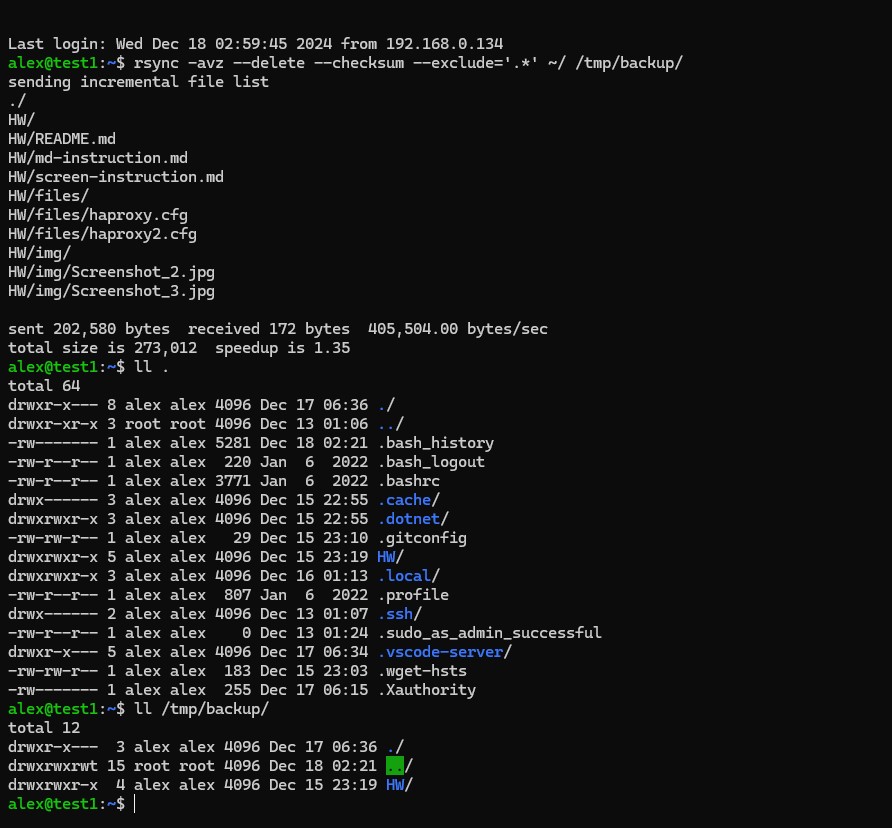 Last login: Wed Dec 18 02:59:45 2024 from 192.168.0.134
alex@test1:~$ rsync -avz --delete --checksum --exclude='.*' ~/ /tmp/backup/
sending incremental file list
./
HW/
HW/README.md
HW/md-instruction.md
HW/screen-instruction.md
HW/files/
HW/files/haproxy.cfg
HW/files/haproxy2.cfg
HW/img/
HW/img/Screenshot_2.jpg
HW/img/Screenshot_3.jpg

sent 202,580 bytes  received 172 bytes  405,504.00 bytes/sec
total size is 273,012  speedup is 1.35
alex@test1:~$ ll .
total 64
drwxr-x--- 8 alex alex 4096 Dec 17 06:36 ./
drwxr-xr-x 3 root root 4096 Dec 13 01:06 ../
-rw------- 1 alex alex 5281 Dec 18 02:21 .bash_history
-rw-r--r-- 1 alex alex  220 Jan  6  2022 .bash_logout
-rw-r--r-- 1 alex alex 3771 Jan  6  2022 .bashrc
drwx------ 3 alex alex 4096 Dec 15 22:55 .cache/
drwxrwxr-x 3 alex alex 4096 Dec 15 22:55 .dotnet/
-rw-rw-r-- 1 alex alex   29 Dec 15 23:10 .gitconfig
drwxrwxr-x 5 alex alex 4096 Dec 15 23:19 HW/
drwxrwxr-x 3 alex alex 4096 Dec 16 01:13 .local/
-rw-r--r-- 1 alex alex  807 Jan  6  2022 .profile
drwx------ 2 alex alex 4096 Dec 13 01:07 .ssh/
-rw-r--r-- 1 alex alex    0 Dec 13 01:24 .sudo_as_admin_successful
drwxr-x--- 5 alex alex 4096 Dec 17 06:34 .vscode-server/
-rw-rw-r-- 1 alex alex  183 Dec 15 23:03 .wget-hsts
-rw------- 1 alex alex  255 Dec 17 06:15 .Xauthority
alex@test1:~$ ll /tmp/backup/
total 12
drwxr-x---  3 alex alex 4096 Dec 17 06:36 ./
drwxrwxrwt 15 root root 4096 Dec 18 02:21 ../
drwxrwxr-x  4 alex alex 4096 Dec 15 23:19 HW/
alex@test1:~$